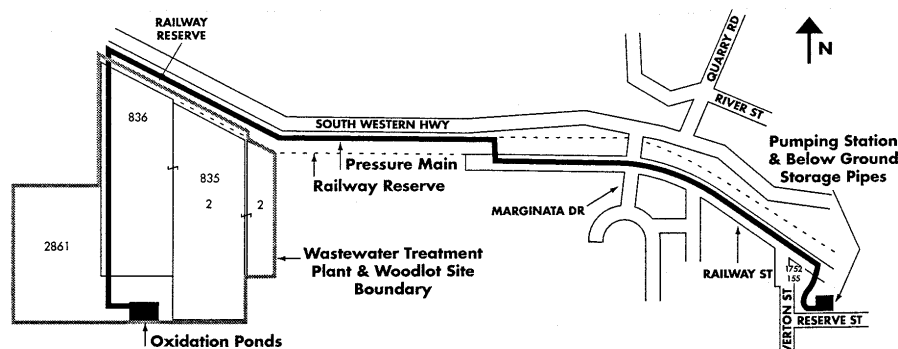 RAILWAY
RESERVE
QUARRY RD
N
RIVER ST
SOUTH WESTERN HWY
836
Pumping Station
& Below Ground
Storage Pipes
Pressure Main
Railway Reserve
835
2
2
MARGINATA DR
2861
Wastewater Treatment
Plant & Woodlot Site
Boundary
RAILWAY ST
1752
155
VERTON ST
RESERVE ST
Oxidation Ponds